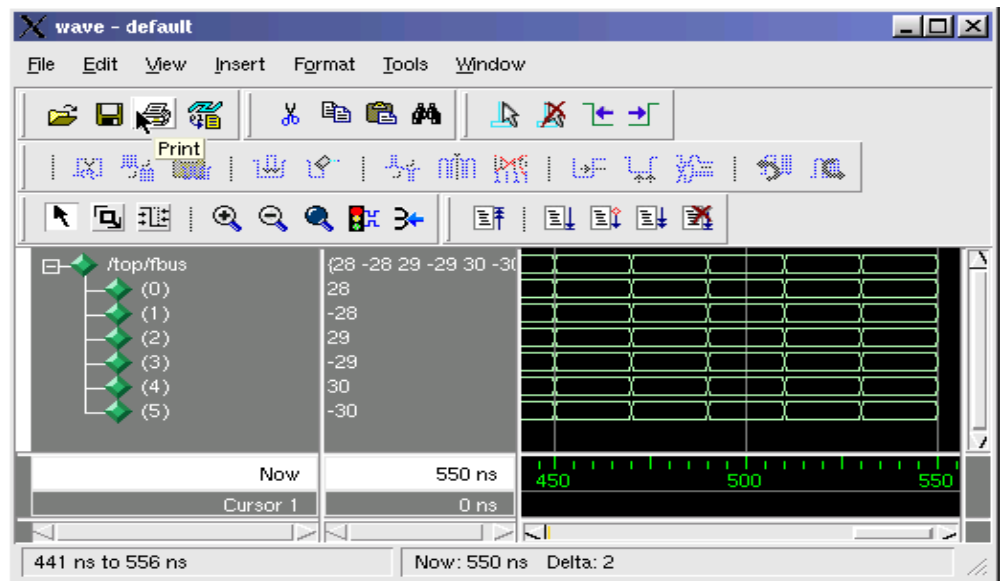 wave - default
File Edit View Insert Format Tools Window
Print
/top/fbus {28 -28 29 -29 30 -30
(0) 28
(1) -28
(2) 29
(3) -29
(4) 30
(5) -30
Now 550 ns 450 500 550
Cursor 1 0 ns
441 ns to 556 ns Now: 550 ns Delta: 2